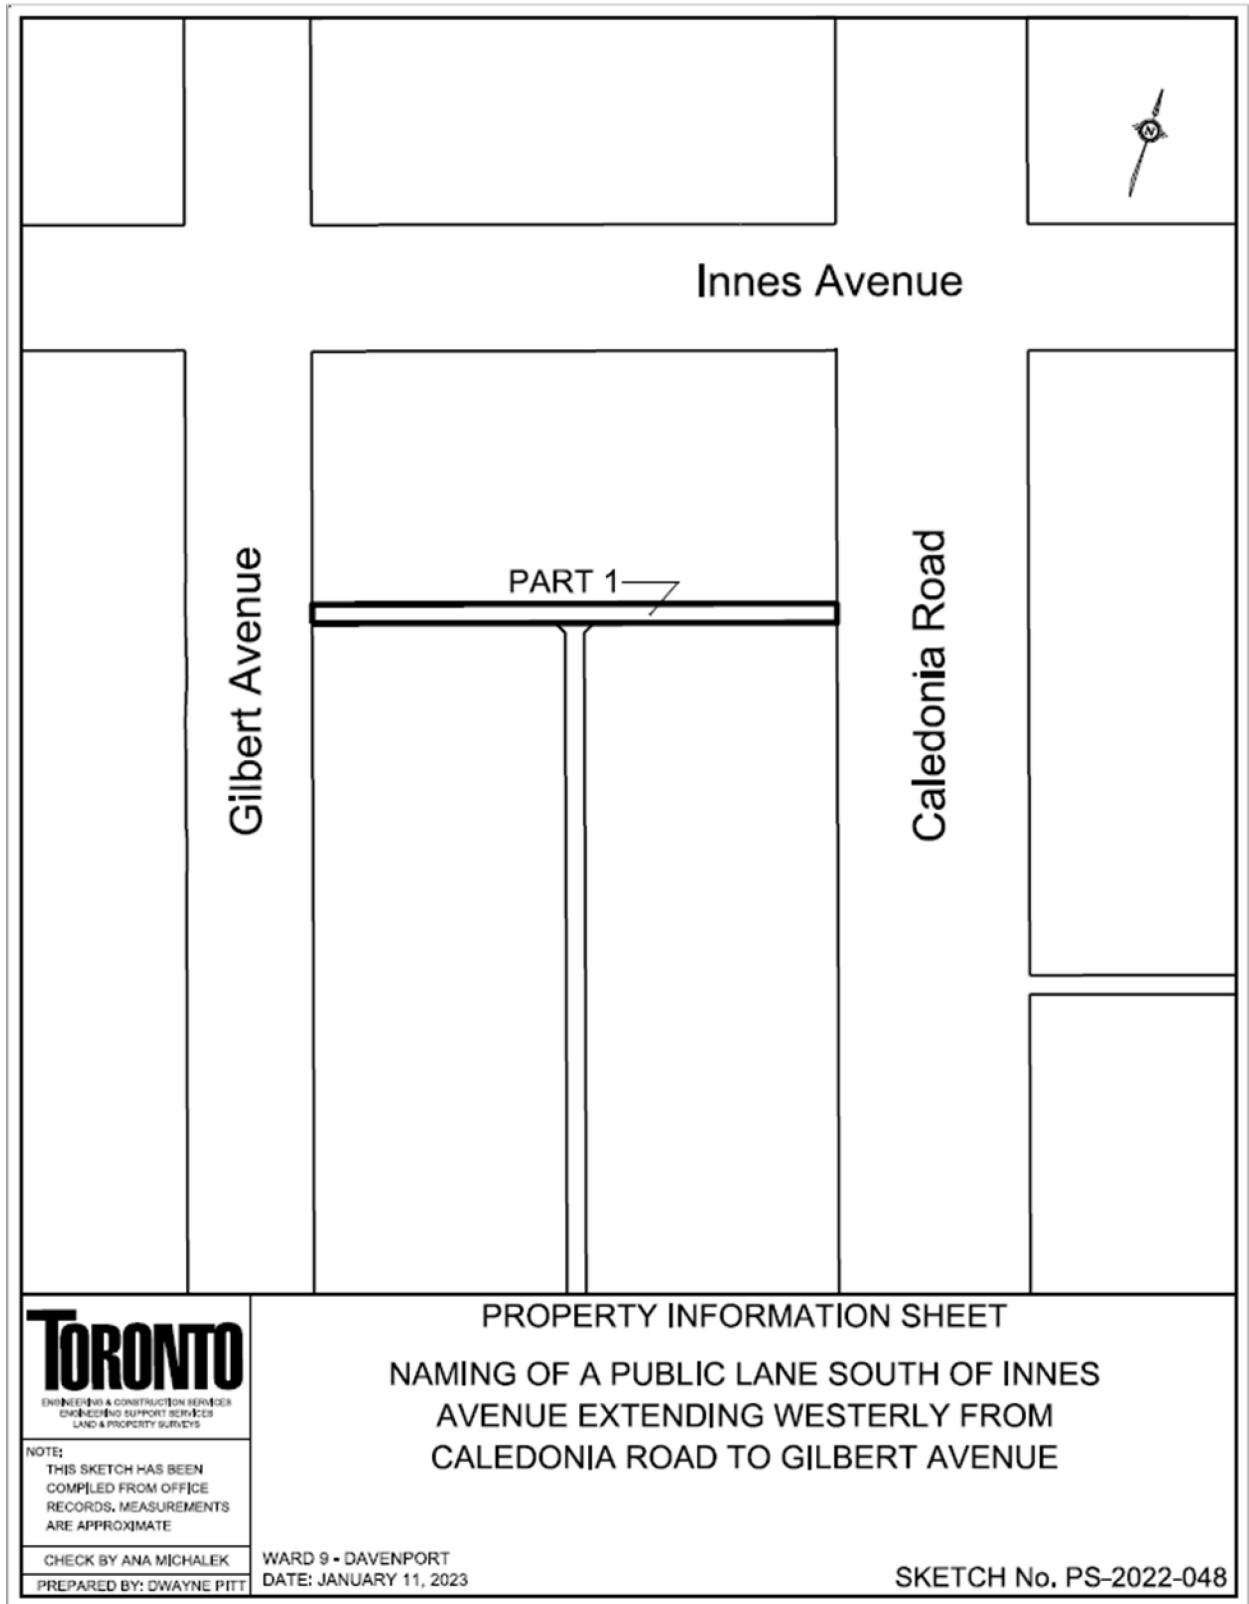 N
Innes Avenue
PART 1
Gilbert Avenue
Caledonia Road
TORONTO
ENGINEERING & CONSTRUCTION SERVICES
ENGINEERING SUPPORT SERVICES
LAND & PROPERTY SURVEYS
NOTE:
THIS SKETCH HAS BEEN
COMPILED FROM OFFICE
RECORDS. MEASUREMENTS
ARE APPROXIMATE
CHECK BY ANA MICHALEK
PREPARED BY: DWAYNE PITT
PROPERTY INFORMATION SHEET
NAMING OF A PUBLIC LANE SOUTH OF INNES
AVENUE EXTENDING WESTERLY FROM
CALEDONIA ROAD TO GILBERT AVENUE
WARD 9 - DAVENPORT
DATE: JANUARY 11, 2023
SKETCH No. PS-2022-048